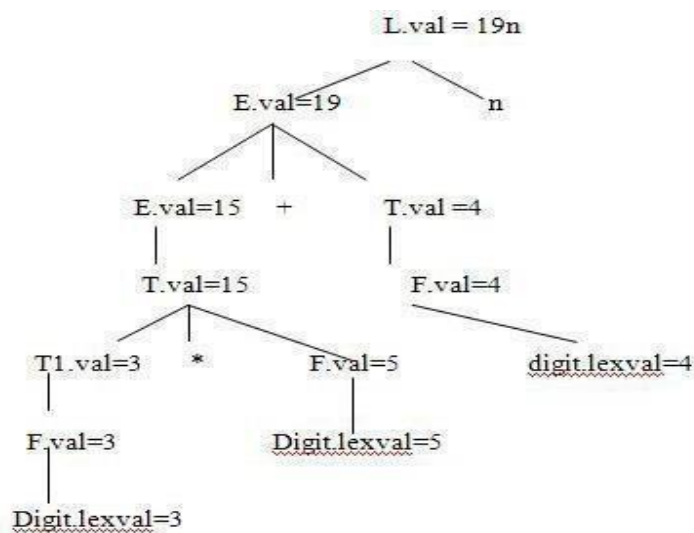 L.val = 19n
E.val=19 n
E.val=15 + T.val =4
T.val=15 F.val=4
T1.val=3 * F.val=5 digit.lexval=4
F.val=3 Digit.lexval=5
Digit.lexval=3